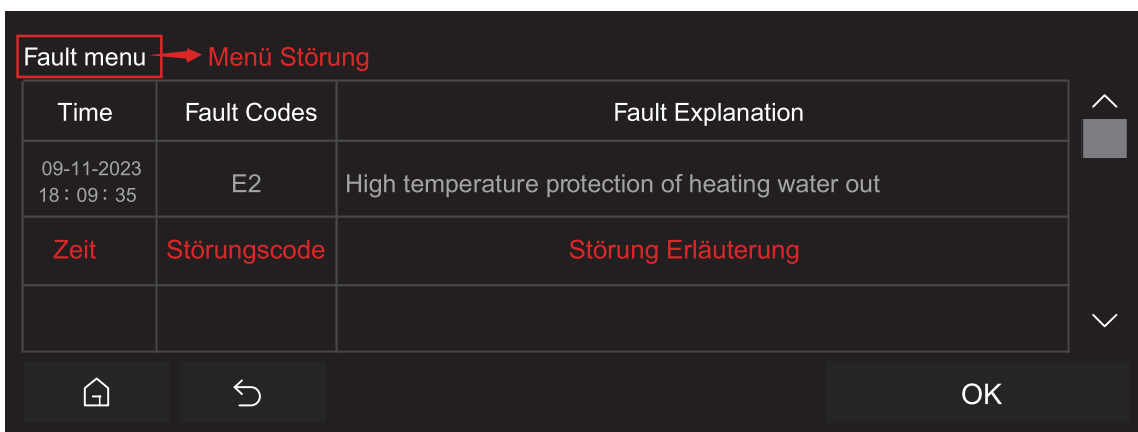 Fault menu Menü Störung
Time Fault Codes Fault Explanation
09-11-2023
18:09:35 E2 High temperature protection of heating water out
Zeit Störungscode Störung Erläuterung
OK